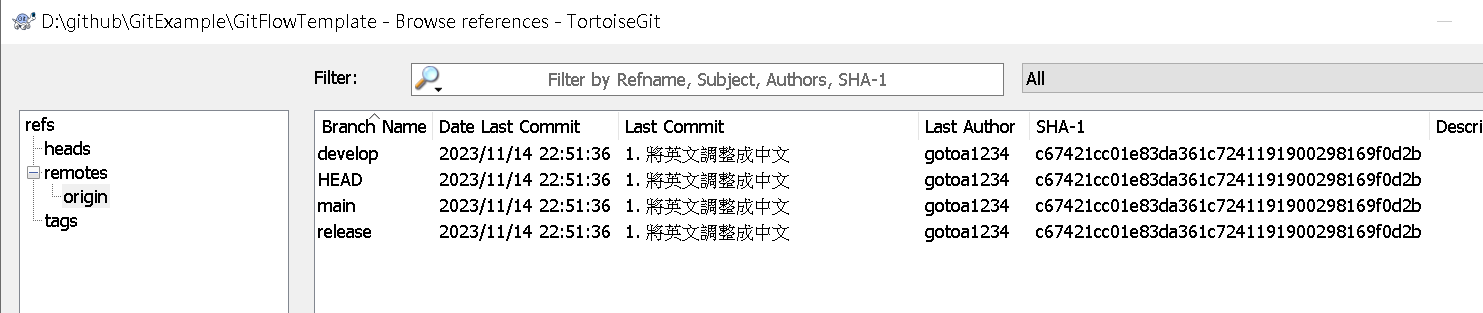 D:\github\GitExample\GitFlowTemplate - Browse references - TortoiseGit
Filter: Filter by Refname, Subject, Authors, SHA-1 All
refs
heads
remotes
origin
tags
Branch Name Date Last Commit Last Commit Last Author SHA-1 Descri
develop 2023/11/14 22:51:36 1. 將英文調整成中文 gotoa1234 c67421cc01e83da361c7241191900298169f0d2b
HEAD 2023/11/14 22:51:36 1. 將英文調整成中文 gotoa1234 c67421cc01e83da361c7241191900298169f0d2b
main 2023/11/14 22:51:36 1. 將英文調整成中文 gotoa1234 c67421cc01e83da361c7241191900298169f0d2b
release 2023/11/14 22:51:36 1. 將英文調整成中文 gotoa1234 c67421cc01e83da361c7241191900298169f0d2b